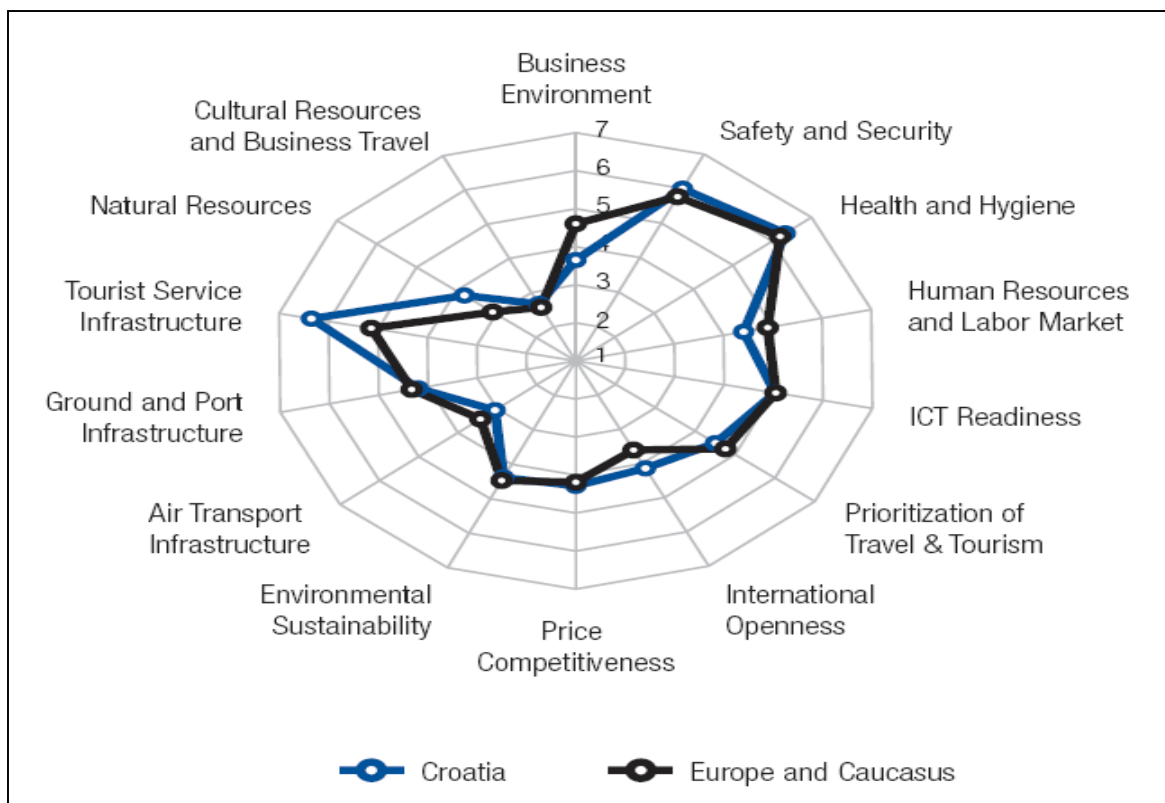 Business
Environment
Safety and Security
Health and Hygiene
Human Resources
and Labor Market
ICT Readiness
Prioritization of
Travel & Tourism
International
Openness
Price
Competitiveness
Environmental
Sustainability
Air Transport
Infrastructure
Ground and Port
Infrastructure
Tourist Service
Infrastructure
Natural Resources
Cultural Resources
and Business Travel
7
6
5
4
3
2
1
Croatia
Europe and Caucasus